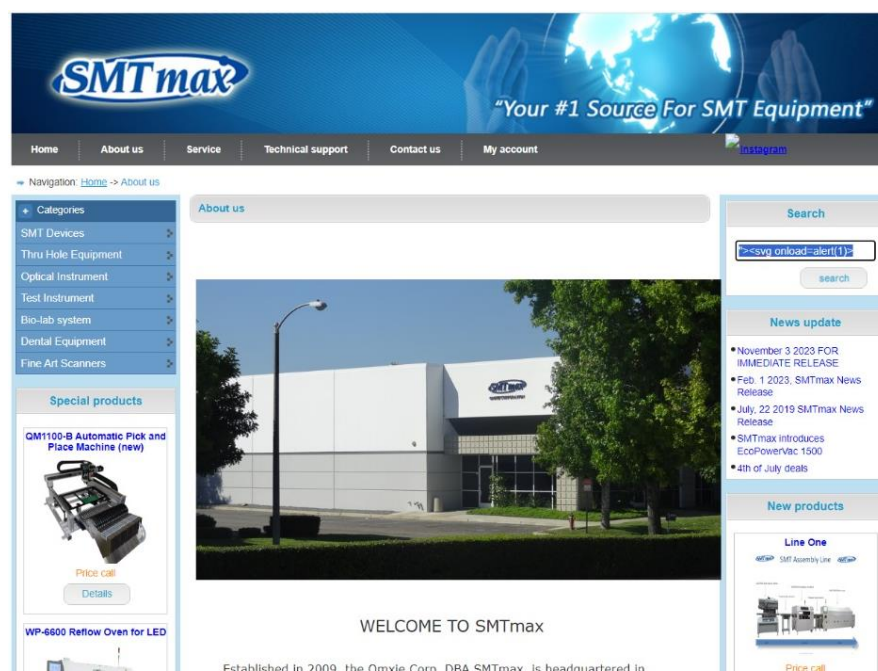 SMTmax
"Your #1 Source For SMT Equipment"
Home
About us
Service
Technical support
Contact us
My account
Instagram
Navigation: Home -> About us
Categories
SMT Devices
Thru Hole Equipment
Optical Instrument
Test Instrument
Bio-lab system
Dental Equipment
Fine Art Scanners
Special products
QM1100-B Automatic Pick and
Place Machine (new)
Price call
Details
WP-6600 Reflow Oven for LED
About us
SMTmax
WELCOME TO SMTmax
Established in 2009, the Omxie Corp. DBA SMTmax, is headquartered in
Search
"><svg onload=alert(1)>
search
News update
November 3 2023 FOR
IMMEDIATE RELEASE
Feb. 1 2023, SMTmax News
Release
July, 22 2019 SMTmax News
Release
SMTmax introduces
EcoPowerVac 1500
4th of July deals
New products
Line One
SMTmax SMT Assembly Line SMTmax
Price call